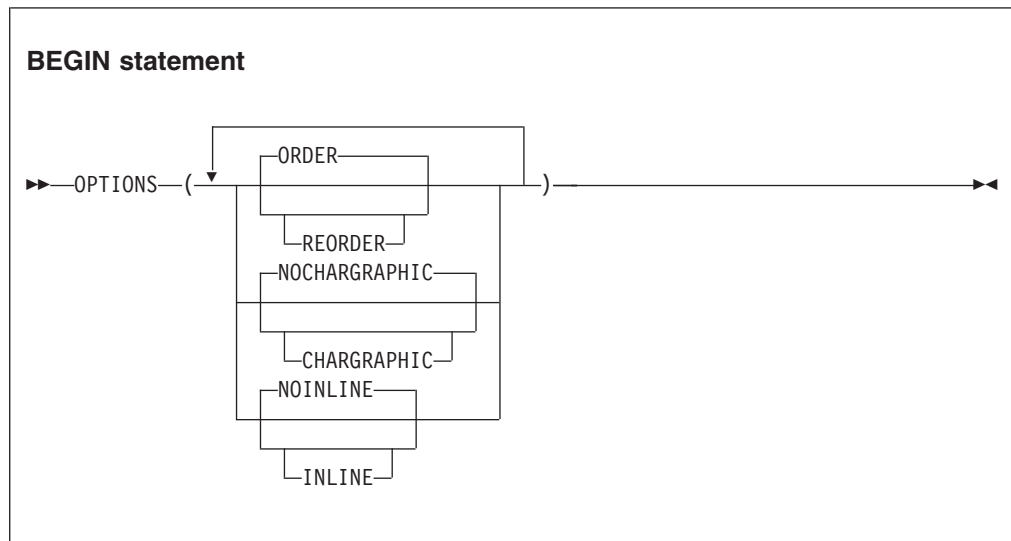 BEGIN statement
OPTIONS ( )
ORDER
REORDER
NOCHARGRAPHIC
CHARGRAPHIC
NOINLINE
INLINE